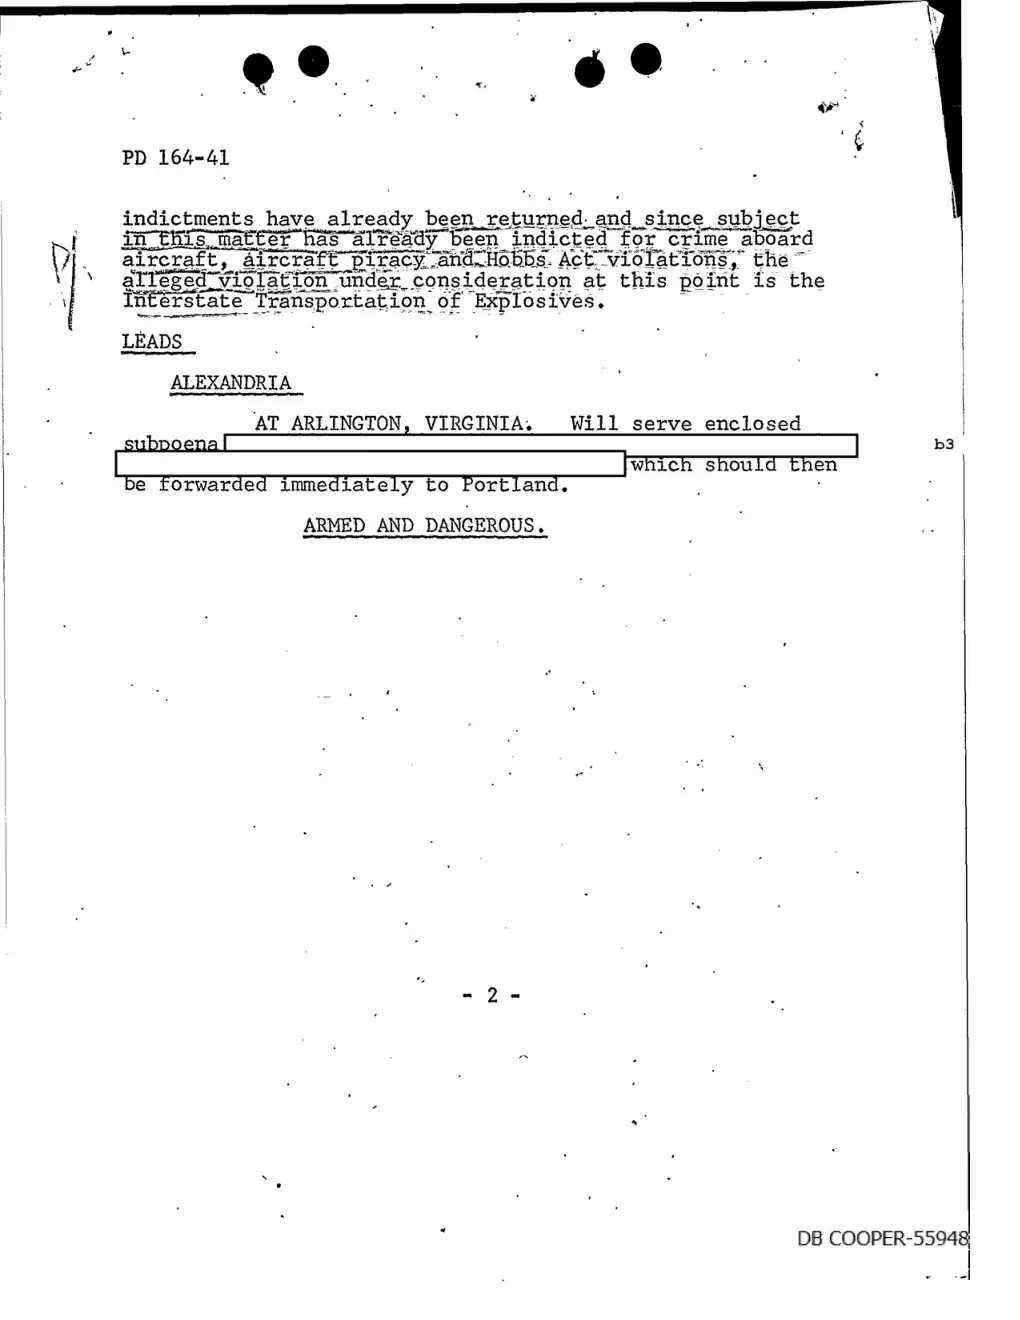 PD 164-41
indictments have already been returned and since subject
in this matter has already been indicted for crime aboard
aircraft, aircraft piracy and Hobbs Act violations, the
alleged violation under consideration at this point is the
Interstate Transportation of Explosives.
LEADS
ALEXANDRIA
AT ARLINGTON, VIRGINIA. Will serve enclosed
subpoena
b3
which should then
be forwarded immediately to Portland.
ARMED AND DANGEROUS.
- 2 -
DB COOPER-55948